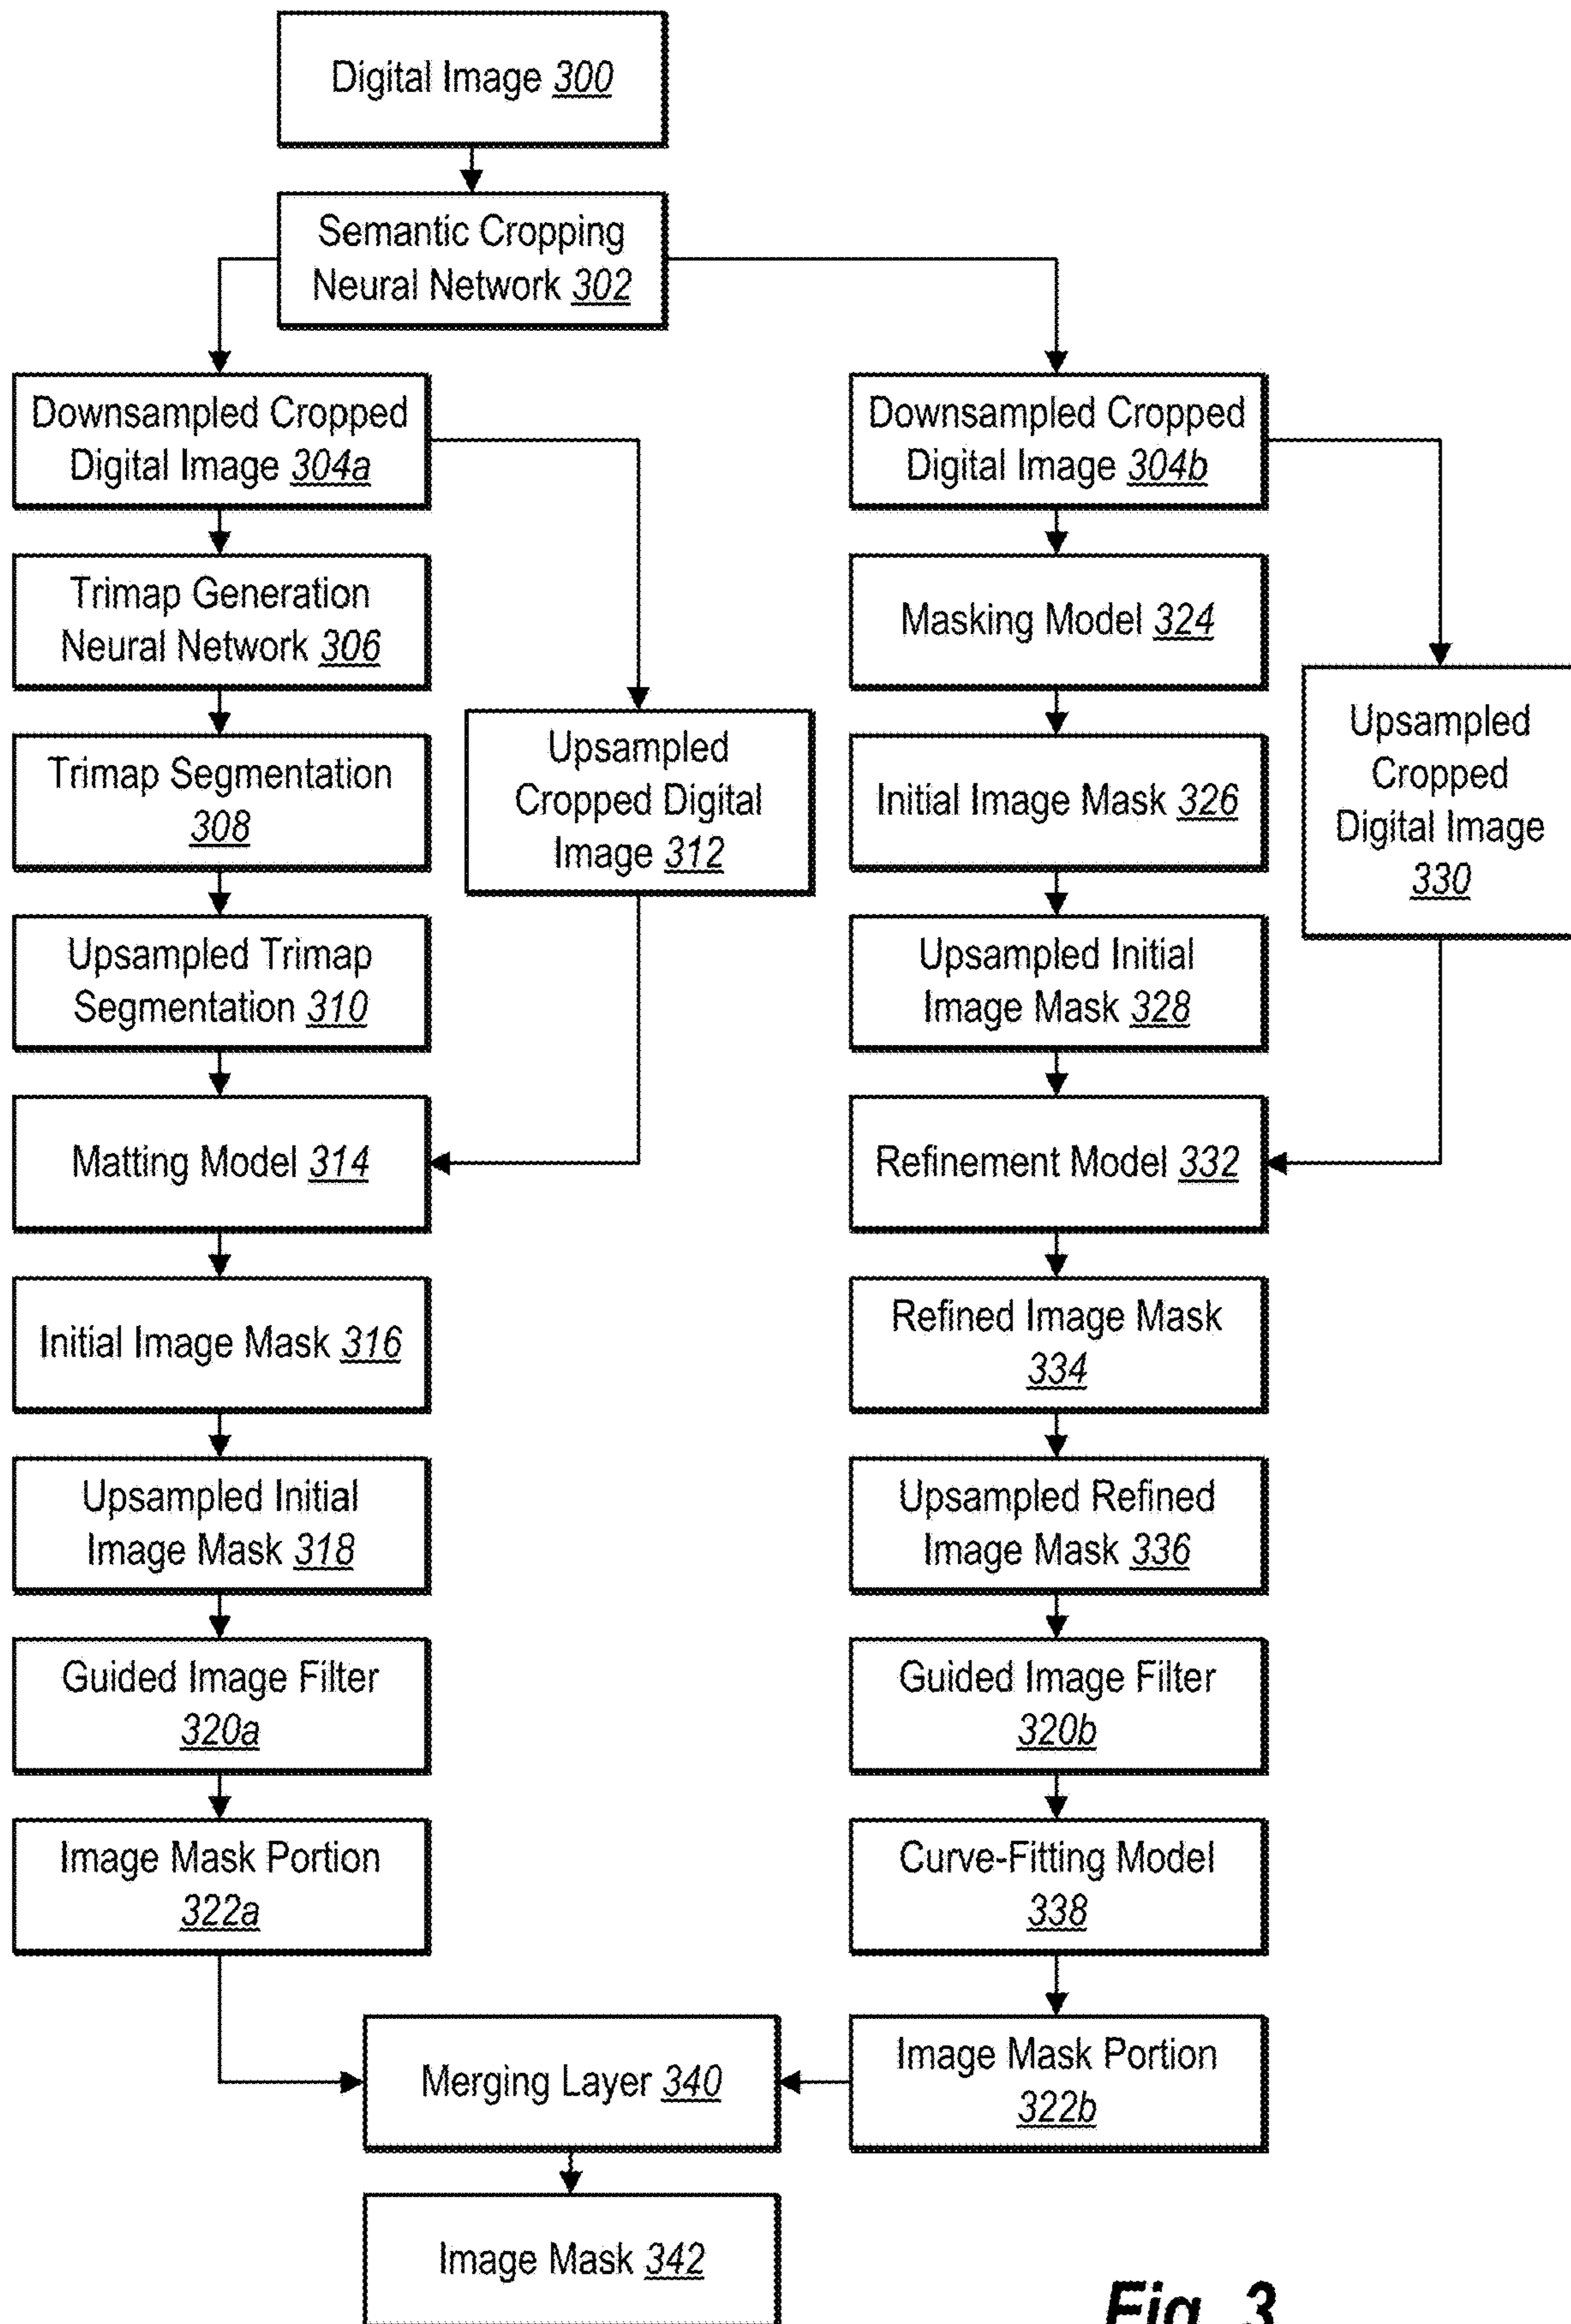 Digital Image 300
Semantic Cropping
Neural Network 302
Downsampled Cropped
Digital Image 304a
Downsampled Cropped
Digital Image 304b
Trimap Generation
Neural Network 306
Masking Model 324
Upsampled
Cropped Digital
Image 312
Upsampled
Cropped
Digital Image
330
Trimap Segmentation
308
Initial Image Mask 326
Upsampled Trimap
Segmentation 310
Upsampled Initial
Image Mask 328
Matting Model 314
Refinement Model 332
Initial Image Mask 316
Refined Image Mask
334
Upsampled Initial
Image Mask 318
Upsampled Refined
Image Mask 336
Guided Image Filter
320a
Guided Image Filter
320b
Image Mask Portion
322a
Curve-Fitting Model
338
Merging Layer 340
Image Mask Portion
322b
Image Mask 342
Fig. 3